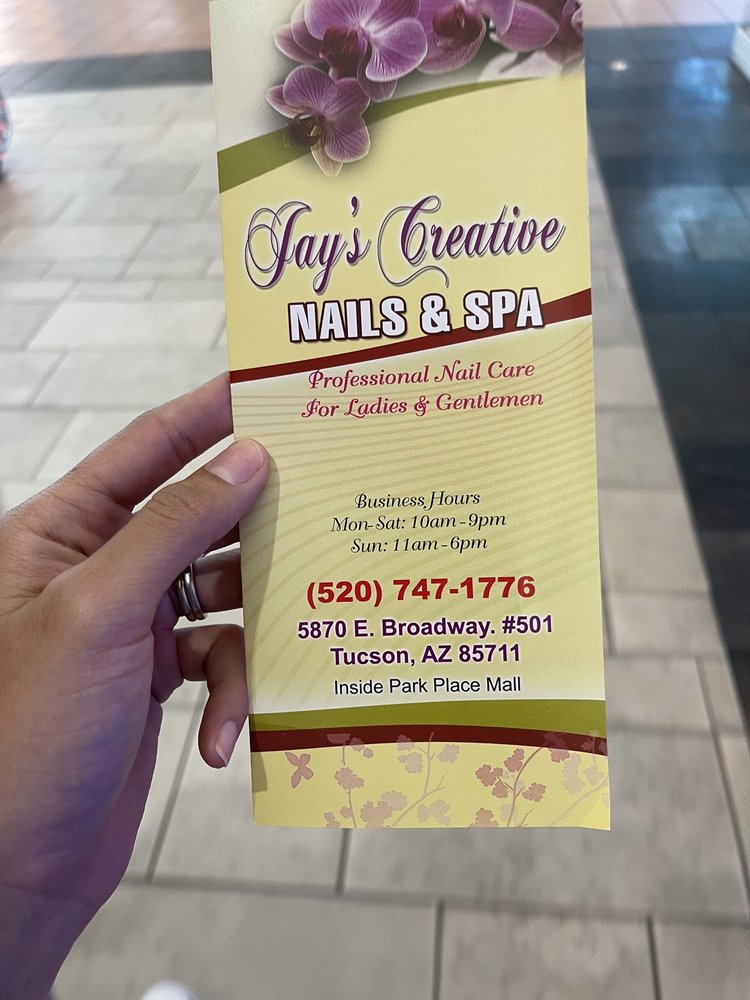 Jay's Creative
NAILS & SPA
Professional Nail Care
For Ladies & Gentlemen
Business Hours
Mon-Sat: 10am-9pm
Sun: 11am-6pm
(520) 747-1776
5870 E. Broadway. #501
Tucson, AZ 85711
Inside Park Place Mall